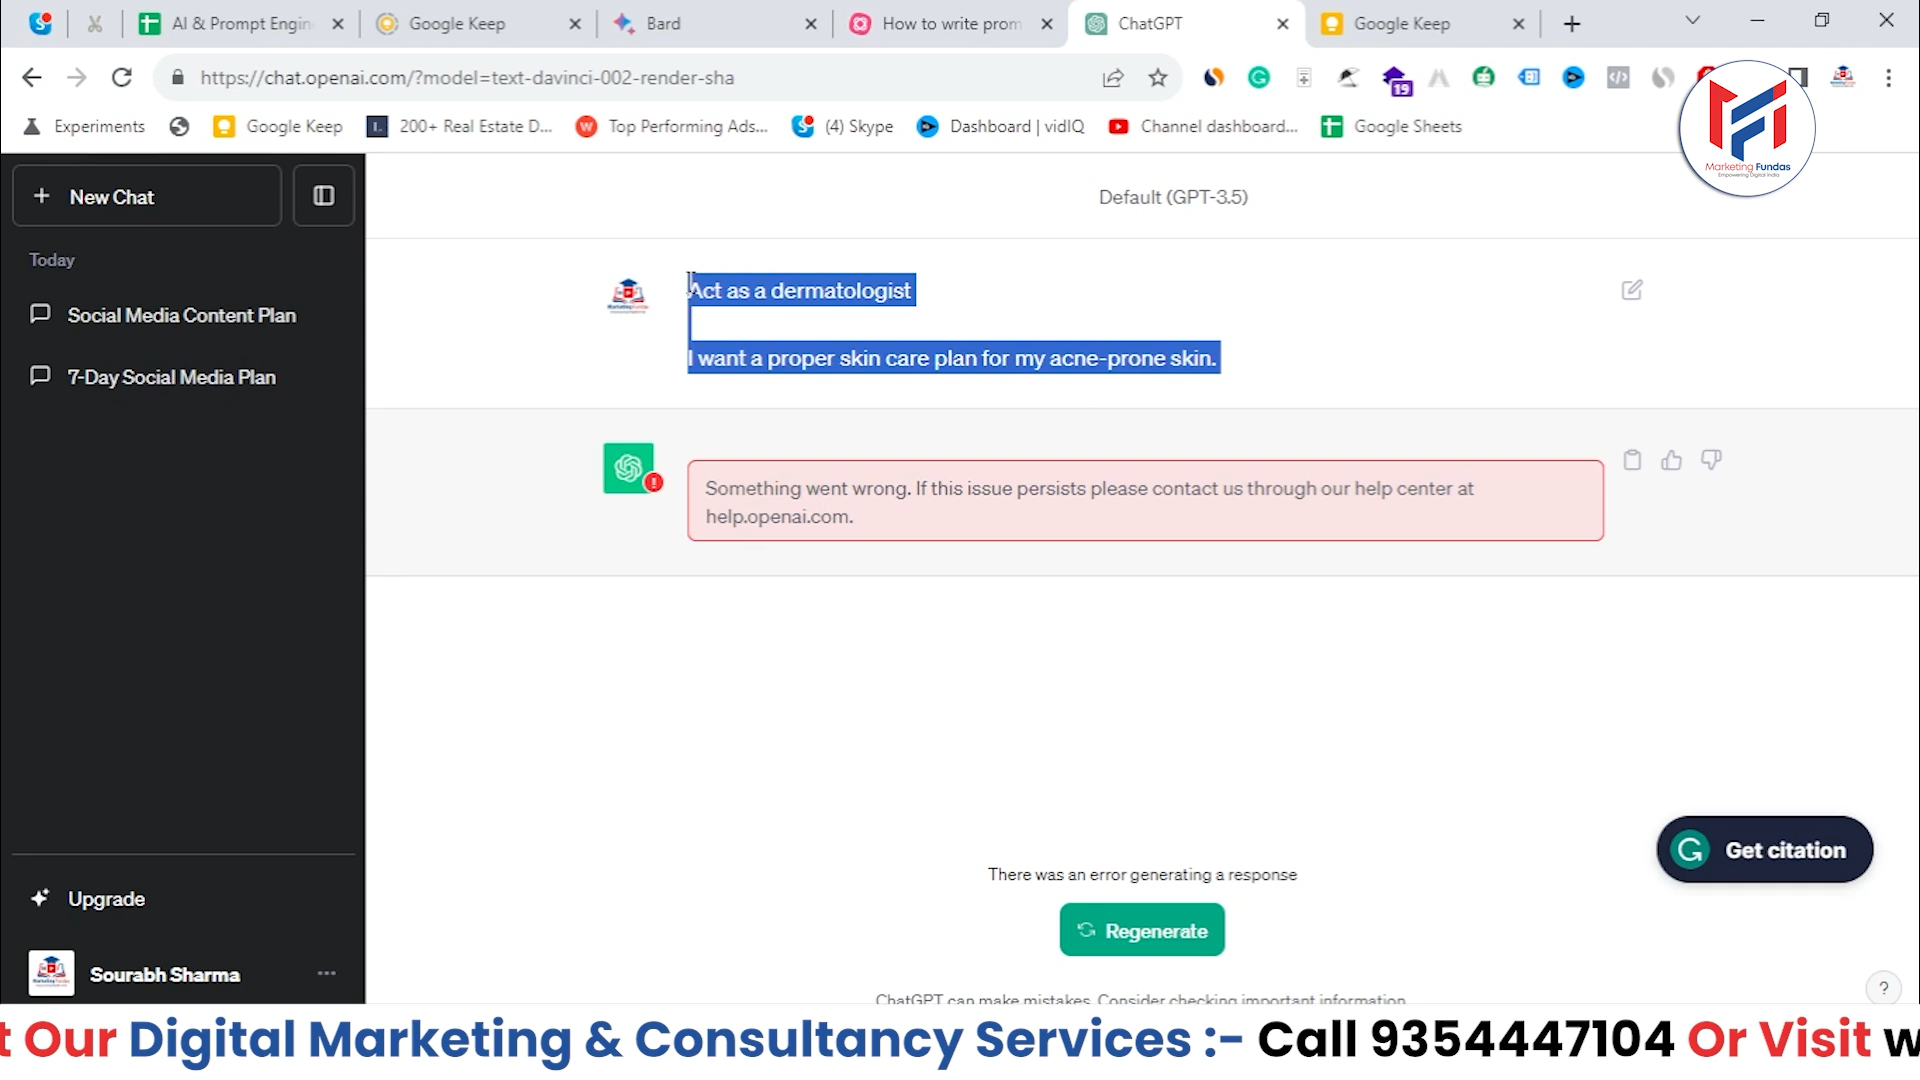 AI & Prompt Engin
Google Keep
Bard
How to write prom
ChatGPT
Google Keep
https://chat.openai.com/?model=text-davinci-002-render-sha
19
Experiments
Google Keep
200+ Real Estate D...
Top Performing Ads...
(4) Skype
Dashboard | vidIQ
Channel dashboard...
Google Sheets
Marketing Fundas
Empowering Digital India
New Chat
Default (GPT-3.5)
Today
Social Media Content Plan
7-Day Social Media Plan
Act as a dermatologist
I want a proper skin care plan for my acne-prone skin.
Something went wrong. If this issue persists please contact us through our help center at
help.openai.com.
Get citation
There was an error generating a response
Regenerate
Upgrade
Sourabh Sharma
ChatGPT can make mistakes. Consider checking important information.
?
t Our Digital Marketing & Consultancy Services :- Call 9354447104 Or Visit w